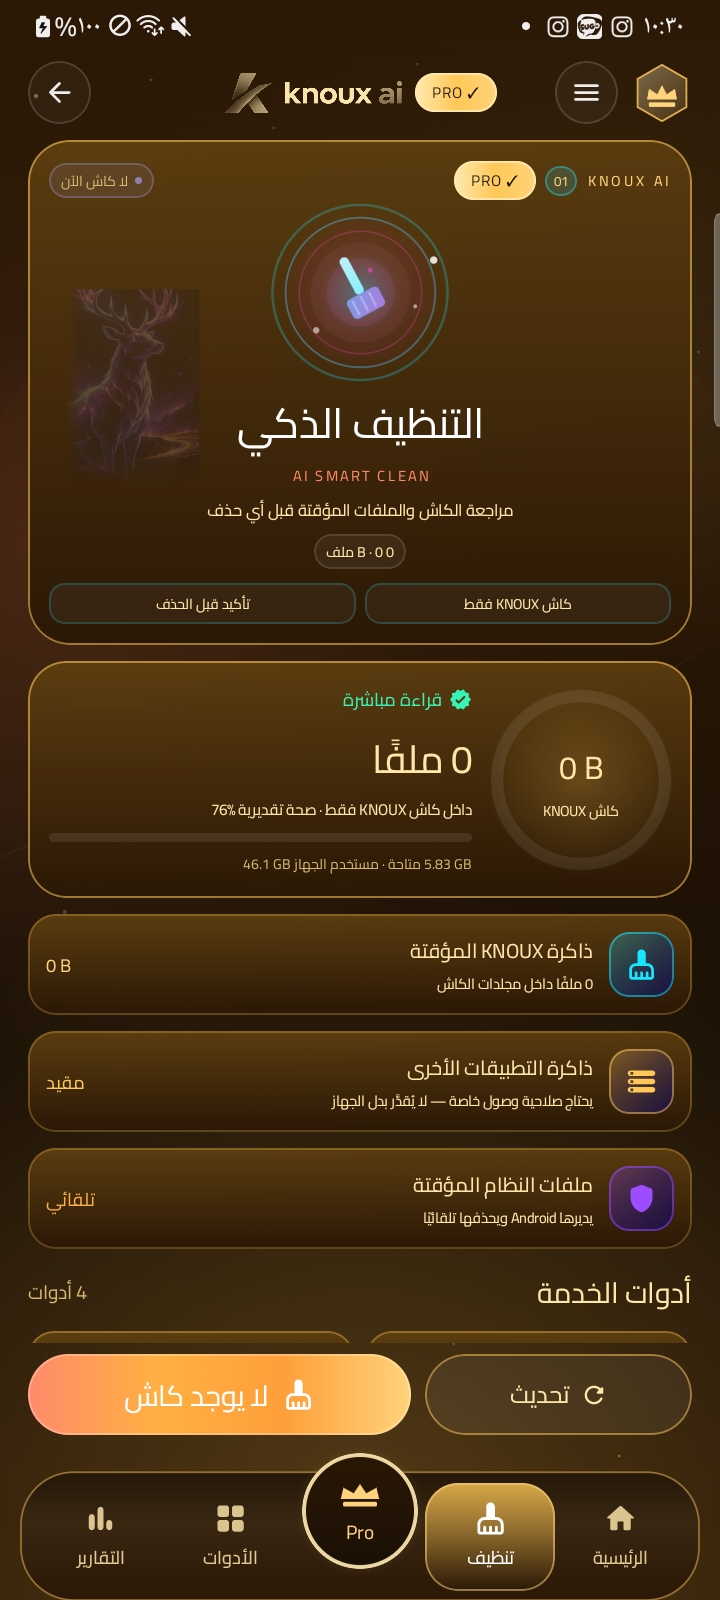 ١٠:٣٠
%١٠٠
knoux ai
PRO ✓
KNOUX AI
01
PRO ✓
لا كاش الآن
التنظيف الذكي
AI SMART CLEAN
مراجعة الكاش والملفات المؤقتة قبل أي حذف
0 B · 0 ملف
كاش KNOUX فقط
تأكيد قبل الحذف
قراءة مباشرة
0 B
كاش KNOUX
0 ملفًا
داخل كاش KNOUX فقط · صحة تقديرية 76%
5.83 GB متاحة · مستخدم الجهاز 46.1 GB
ذاكرة KNOUX المؤقتة
0 ملفًا داخل مجلدات الكاش
0 B
ذاكرة التطبيقات الأخرى
يحتاج صلاحية وصول خاصة — لا يُقدَّر بدل الجهاز
مقيد
ملفات النظام المؤقتة
يديرها Android ويحذفها تلقائيًا
تلقائي
أدوات الخدمة
4 أدوات
تحديث
لا يوجد كاش
الرئيسية
تنظيف
Pro
الأدوات
التقارير